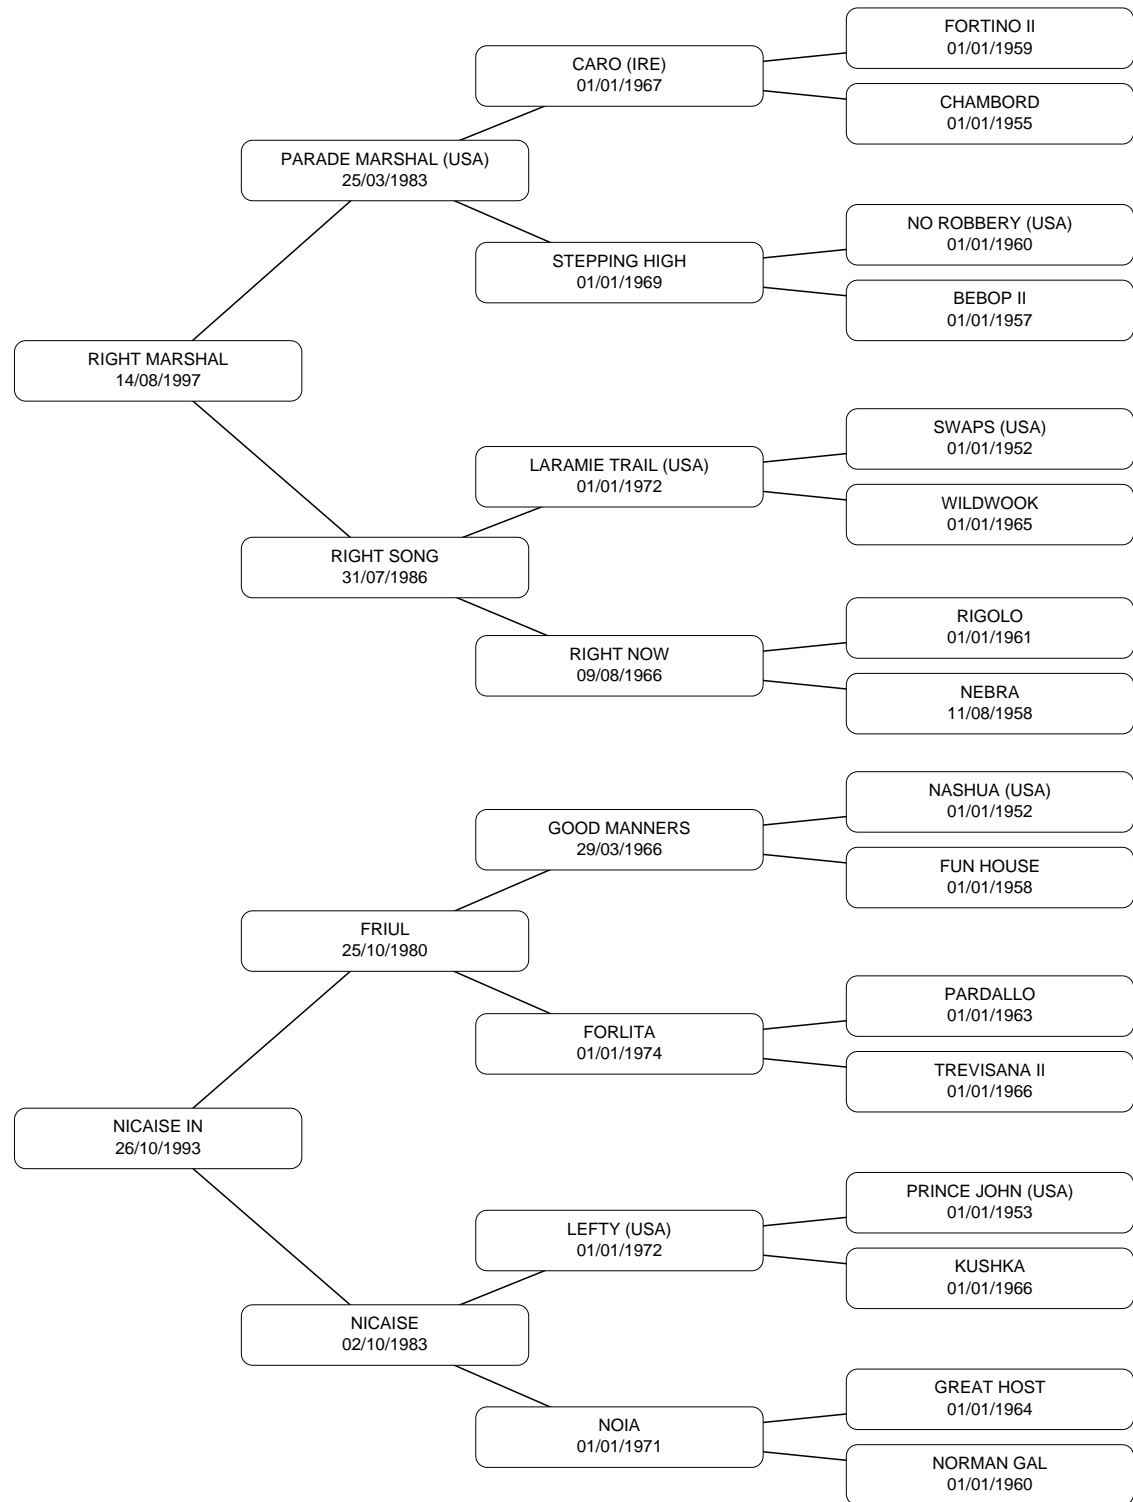 FORTINO II
01/01/1959
CARO (IRE)
01/01/1967
CHAMBORD
01/01/1955
PARADE MARSHAL (USA)
25/03/1983
NO ROBBERY (USA)
01/01/1960
STEPPING HIGH
01/01/1969
BEBOP II
01/01/1957
RIGHT MARSHAL
14/08/1997
SWAPS (USA)
01/01/1952
LARAMIE TRAIL (USA)
01/01/1972
WILDWOOK
01/01/1965
RIGHT SONG
31/07/1986
RIGOLO
01/01/1961
RIGHT NOW
09/08/1966
NEBRA
11/08/1958
NASHUA (USA)
01/01/1952
GOOD MANNERS
29/03/1966
FUN HOUSE
01/01/1958
FRIUL
25/10/1980
PARDALLO
01/01/1963
FORLITA
01/01/1974
TREVISANA II
01/01/1966
NICAISE IN
26/10/1993
PRINCE JOHN (USA)
01/01/1953
LEFTY (USA)
01/01/1972
KUSHKA
01/01/1966
NICAISE
02/10/1983
GREAT HOST
01/01/1964
NOIA
01/01/1971
NORMAN GAL
01/01/1960